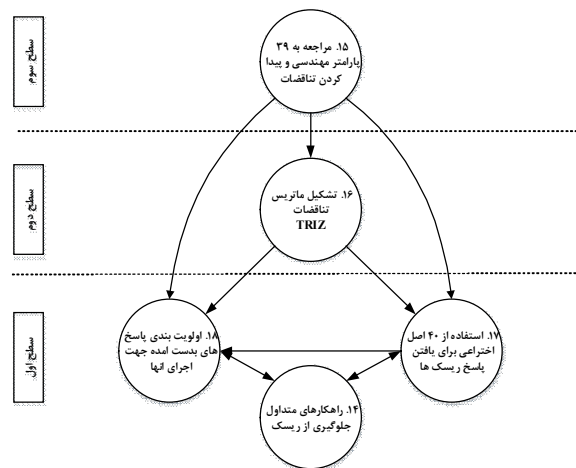 سطح سوم
۱۵. مراجعه به ۳۹
پارامتر مهندسی و پیدا
کردن تناقضات
سطح دوم
۱۶. تشکیل ماتریس
تناقضات
TRIZ
سطح اول
۱۷. استفاده از ۴۰ اصل
اختراعی برای یافتن
پاسخ ریسک ها
۱۸. اولویت بندی پاسخ
های بدست امده جهت
اجرای انها
۱۴. راهکارهای متداول
جلوگیری از ریسک